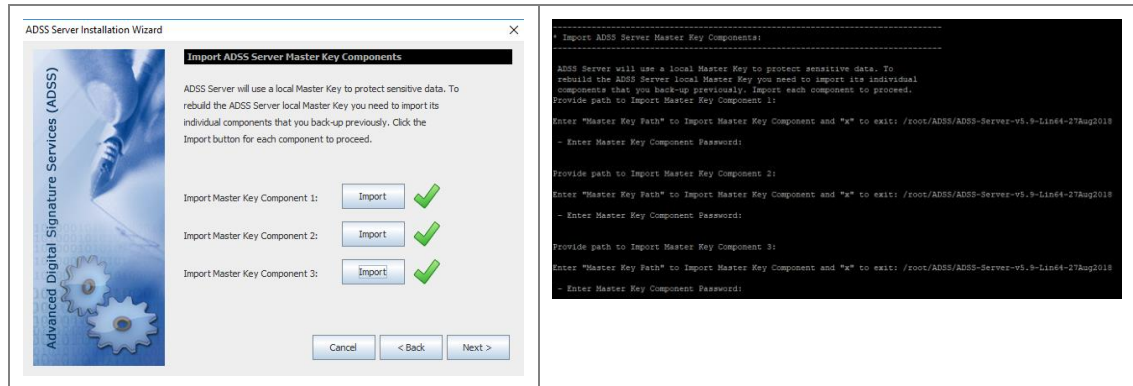 ADSS Server Installation Wizard
Advanced Digital Signature Services (ADSS)
Import ADSS Server Master Key Components
ADSS Server will use a local Master Key to protect sensitive data. To
rebuild the ADSS Server local Master Key you need to import its
individual components that you back-up previously. Click the
Import button for each component to proceed.
Import Master Key Component 1: Import
Import Master Key Component 2: Import
Import Master Key Component 3: Import
Cancel < Back Next >
* Import ADSS Server Master Key Components:
ADSS Server will use a local Master Key to protect sensitive data. To
rebuild the ADSS Server local Master Key you need to import its individual
components that you back-up previously. Import each component to proceed.
Provide path to Import Master Key Component 1:
Enter "Master Key Path" to Import Master Key Component and "x" to exit: /root/ADSS/ADSS-Server-v5.9-Lin64-27Aug2018
- Enter Master Key Component Password:
Provide path to Import Master Key Component 2:
Enter "Master Key Path" to Import Master Key Component and "x" to exit: /root/ADSS/ADSS-Server-v5.9-Lin64-27Aug2018
- Enter Master Key Component Password:
Provide path to Import Master Key Component 3:
Enter "Master Key Path" to Import Master Key Component and "x" to exit: /root/ADSS/ADSS-Server-v5.9-Lin64-27Aug2018
- Enter Master Key Component Password: